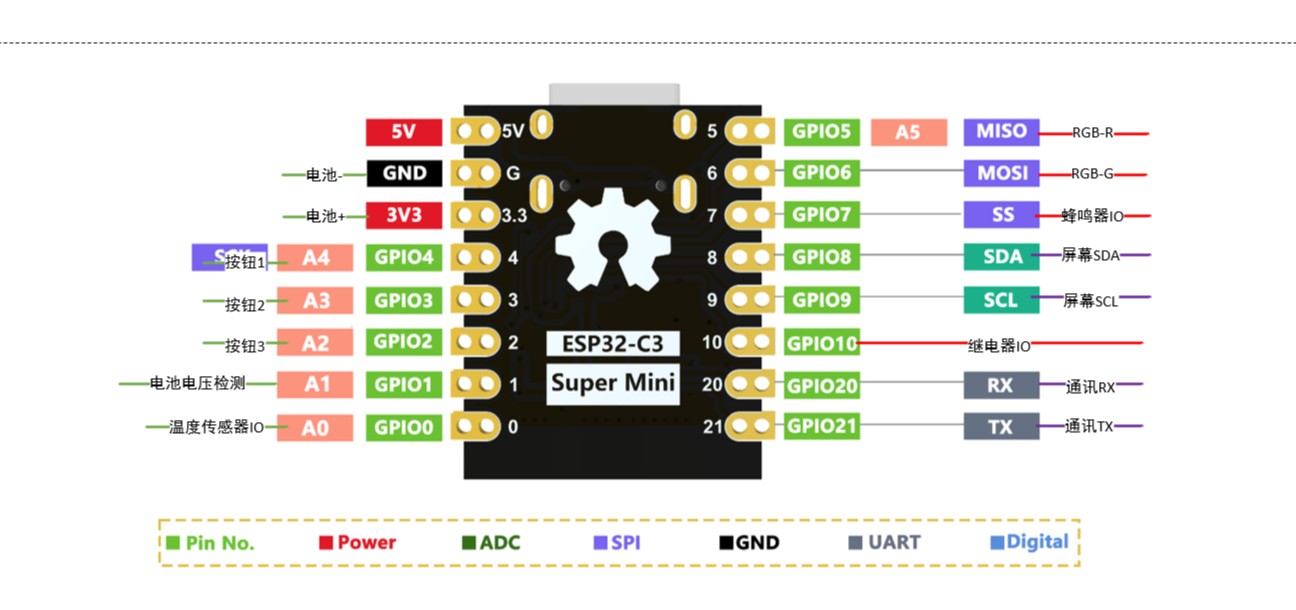 5V 5V 5 GPIO5 A5 MISO RGB-R
电池- GND G 6 GPIO6 MOSI RGB-G
电池+ 3V3 3.3 7 GPIO7 SS 蜂鸣器IO
按钮1 A4 GPIO4 4 8 GPIO8 SDA 屏幕SDA
按钮2 A3 GPIO3 3 9 GPIO9 SCL 屏幕SCL
按钮3 A2 GPIO2 2 ESP32-C3 10 GPIO10 继电器IO
电池电压检测 A1 GPIO1 1 Super Mini 20 GPIO20 RX 通讯RX
温度传感器IO A0 GPIO0 0 21 GPIO21 TX 通讯TX
Pin No. Power ADC SPI GND UART Digital